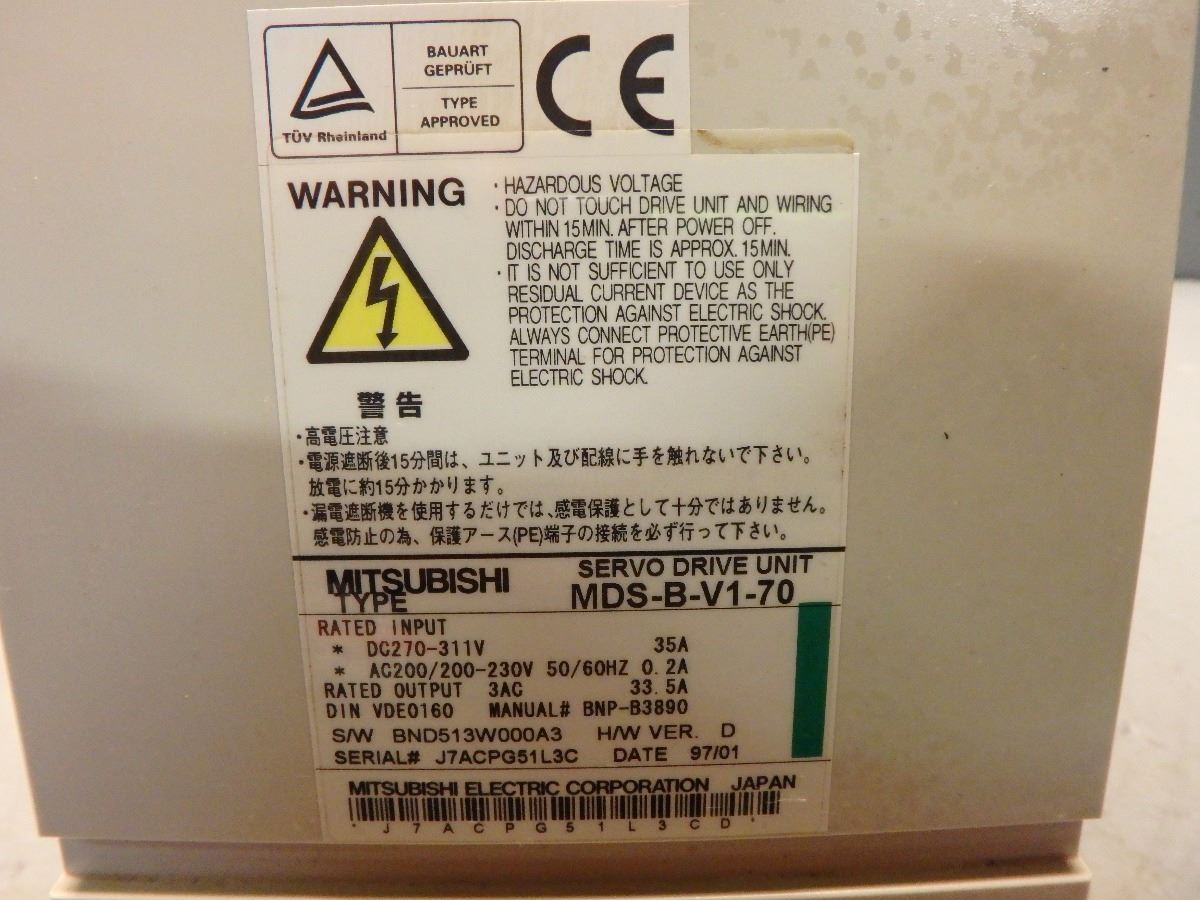 TÜV Rheinland
BAUART
GEPRÜFT
TYPE
APPROVED
CE
WARNING
・HAZARDOUS VOLTAGE
・DO NOT TOUCH DRIVE UNIT AND WIRING
WITHIN 15MIN. AFTER POWER OFF.
DISCHARGE TIME IS APPROX. 15MIN.
・IT IS NOT SUFFICIENT TO USE ONLY
RESIDUAL CURRENT DEVICE AS THE
PROTECTION AGAINST ELECTRIC SHOCK.
ALWAYS CONNECT PROTECTIVE EARTH(PE)
TERMINAL FOR PROTECTION AGAINST
ELECTRIC SHOCK.
警告
・高電圧注意
・電源遮断後15分間は、ユニット及び配線に手を触れないで下さい。
放電に約15分かかります。
・漏電遮断機を使用するだけでは、感電保護として十分ではありません。
感電防止の為、保護アース(PE)端子の接続を必ず行って下さい。
MITSUBISHI SERVO DRIVE UNIT
TYPE MDS-B-V1-70
RATED INPUT
* DC270-311V 35A
* AC200/200-230V 50/60HZ 0.2A
RATED OUTPUT 3AC 33.5A
DIN VDE0160 MANUAL# BNP-B3890
S/W BND513W000A3 H/W VER. D
SERIAL# J7ACPG51L3C DATE 97/01
MITSUBISHI ELECTRIC CORPORATION JAPAN
*J7ACPG51L3CD*